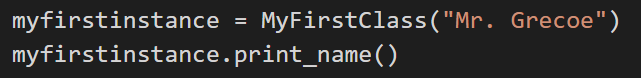 myfirstinstance = MyFirstClass("Mr. Grecoe")
myfirstinstance.print_name()